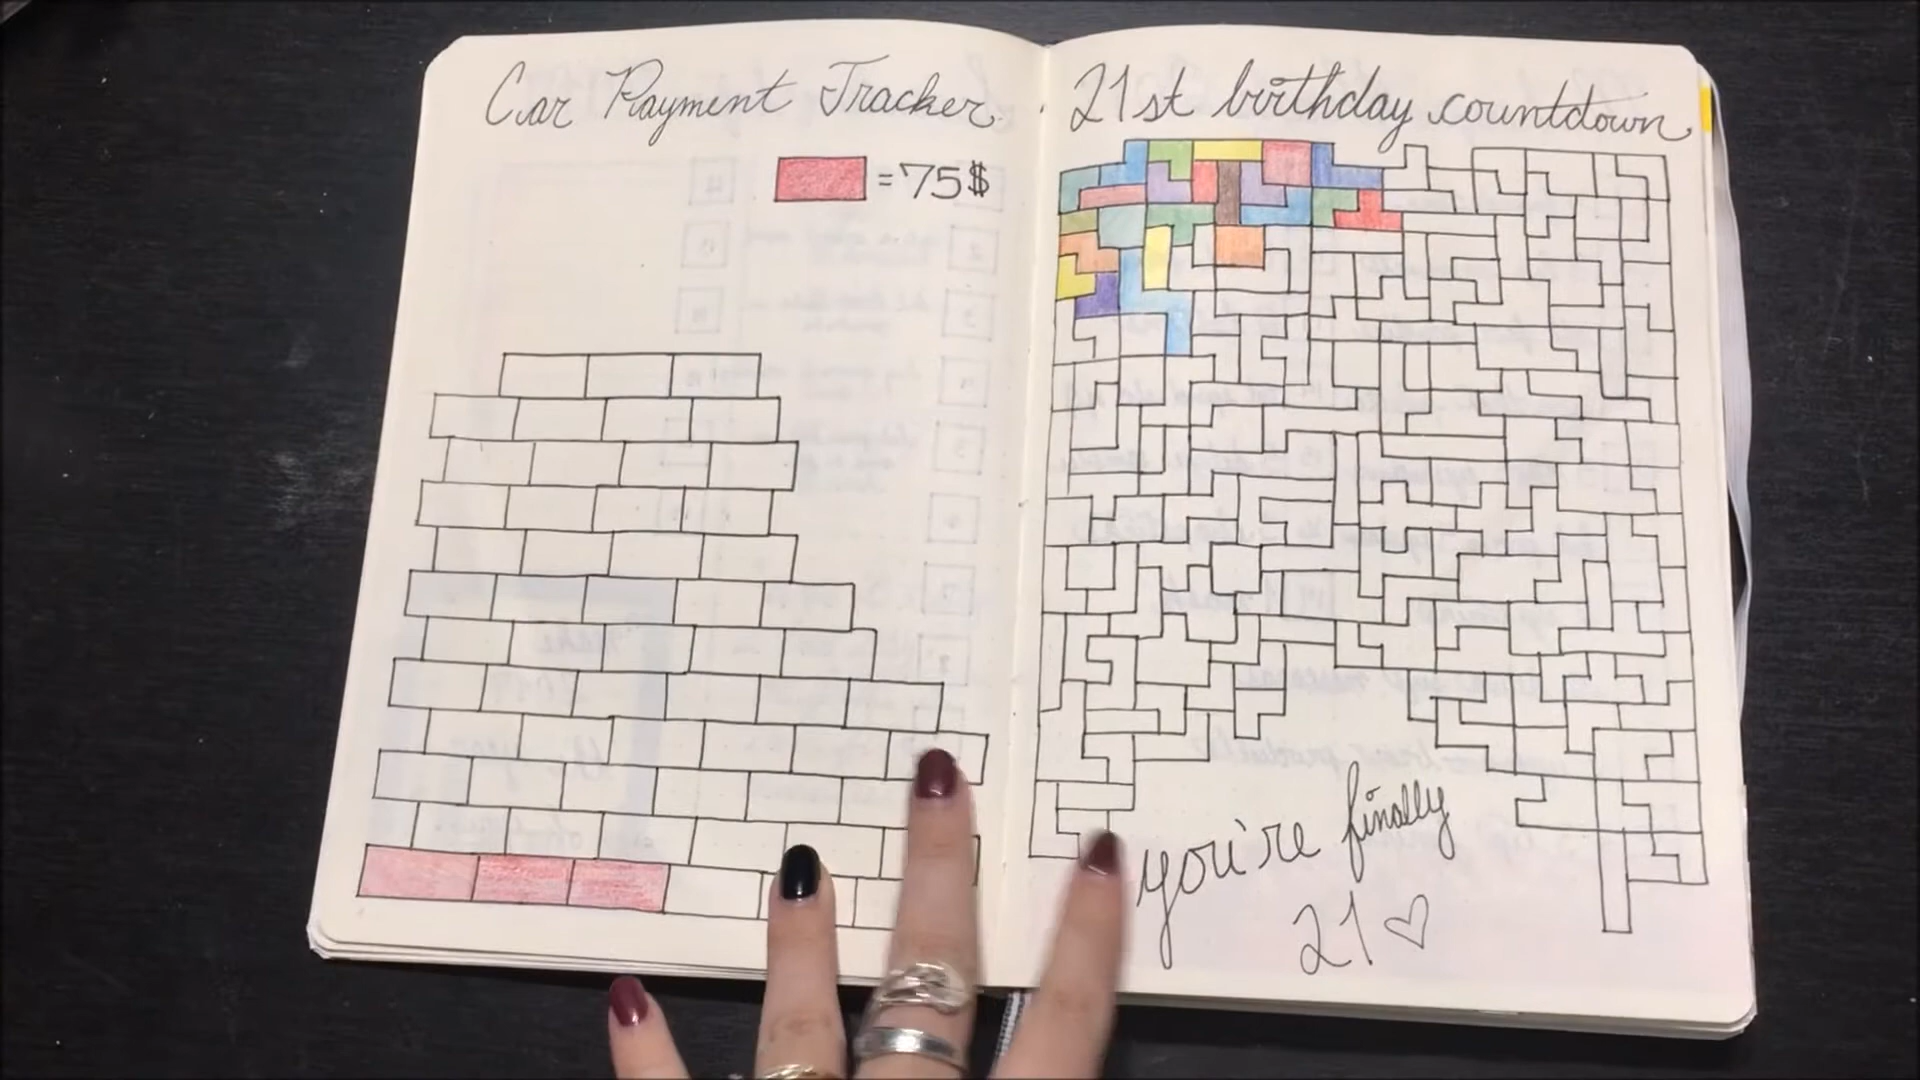 Car Payment Tracker
= 75$
21st birthday countdown
you're finally
21♡